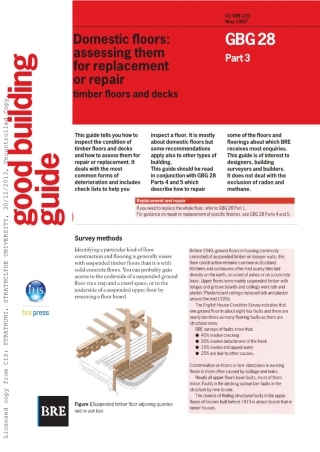 CI/SfB (23)
May 1997
Domestic floors:
assessing them
for replacement
or repair
timber floors and decks
GBG 28
Part 3
good building
guide
Licensed copy from CIS: STRATHUNI, STRATHCLYDE UNIVERSITY, 30/12/2013, Uncontrolled Copy
This guide tells you how to
inspect the condition of
timber floors and decks
and how to assess them for
repair or replacement. It
deals with the most
common forms of
deterioration and includes
check lists to help you
inspect a floor. It is mostly
about domestic floors but
some recommendations
apply also to other types of
building.
This guide should be read
in conjunction with GBG 28
Parts 4 and 5 which
describe how to repair
some of the floors and
floorings about which BRE
receives most enquiries.
This guide is of interest to
designers, building
surveyors and builders.
It does not deal with the
exclusion of radon and
methane.
Replacement and repair
If you need to replace the whole floor, refer to GBG 28 Part 1.
For guidance on repair or replacement of specific finishes, see GBG 28 Parts 4 and 5.
Survey methods
Identifying a particular kind of floor
construction and flooring is generally easier
with suspended timber floors than it is with
solid concrete floors. You can probably gain
access to the underside of a suspended ground
floor via a trap and a crawl space, or to the
underside of a suspended upper floor by
removing a floor board.
Figure 1 Suspended timber floor adjoining quarries
laid on ash bed
Before 1940, ground floors in housing commonly
consisted of suspended timber on sleeper walls; this
floor construction remains common in Scotland.
Kitchens and outhouses often had quarry tiles laid
directly on the earth, on a bed of ashes or on a concrete
base. Upper floors were mainly suspended timber with
tongue and groove boards and ceilings were lath and
plaster. Plasterboard ceilings replaced lath and plaster
around the mid 1930s.
The English House Condition Survey indicates that
one ground floor in about eight has faults and there are
nearly ten times as many flooring faults as there are
structural ones.
BRE surveys of faults show that:
● 40% involve cracking
● 20% involve detachment of the finish
● 15% involve entrapped water
● 25% are due to other causes.
Condensation on floors is rare; dampness in existing
floors is more often caused by spillage and leaks.
Nearly all upper floors have faults, most of them
minor. Faults in the decking outnumber faults in the
structure by nine to one.
The chance of finding structural faults in the upper
floors of houses built before 1919 is about double that in
newer houses.
IHS
bre press
BRE